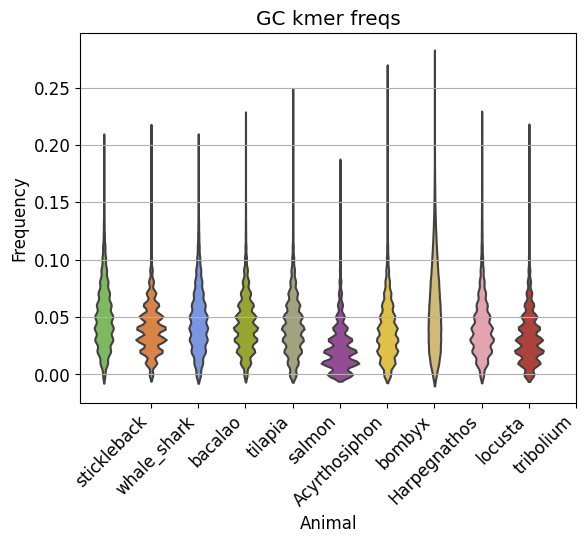 GC kmer freqs
0.25
0.20
0.15
0.10
0.05
0.00
Frequency
stickleback
whale_shark
bacalao
tilapia
salmon
Acyrthosiphon
bombyx
Harpegnathos
locusta
tribolium
Animal